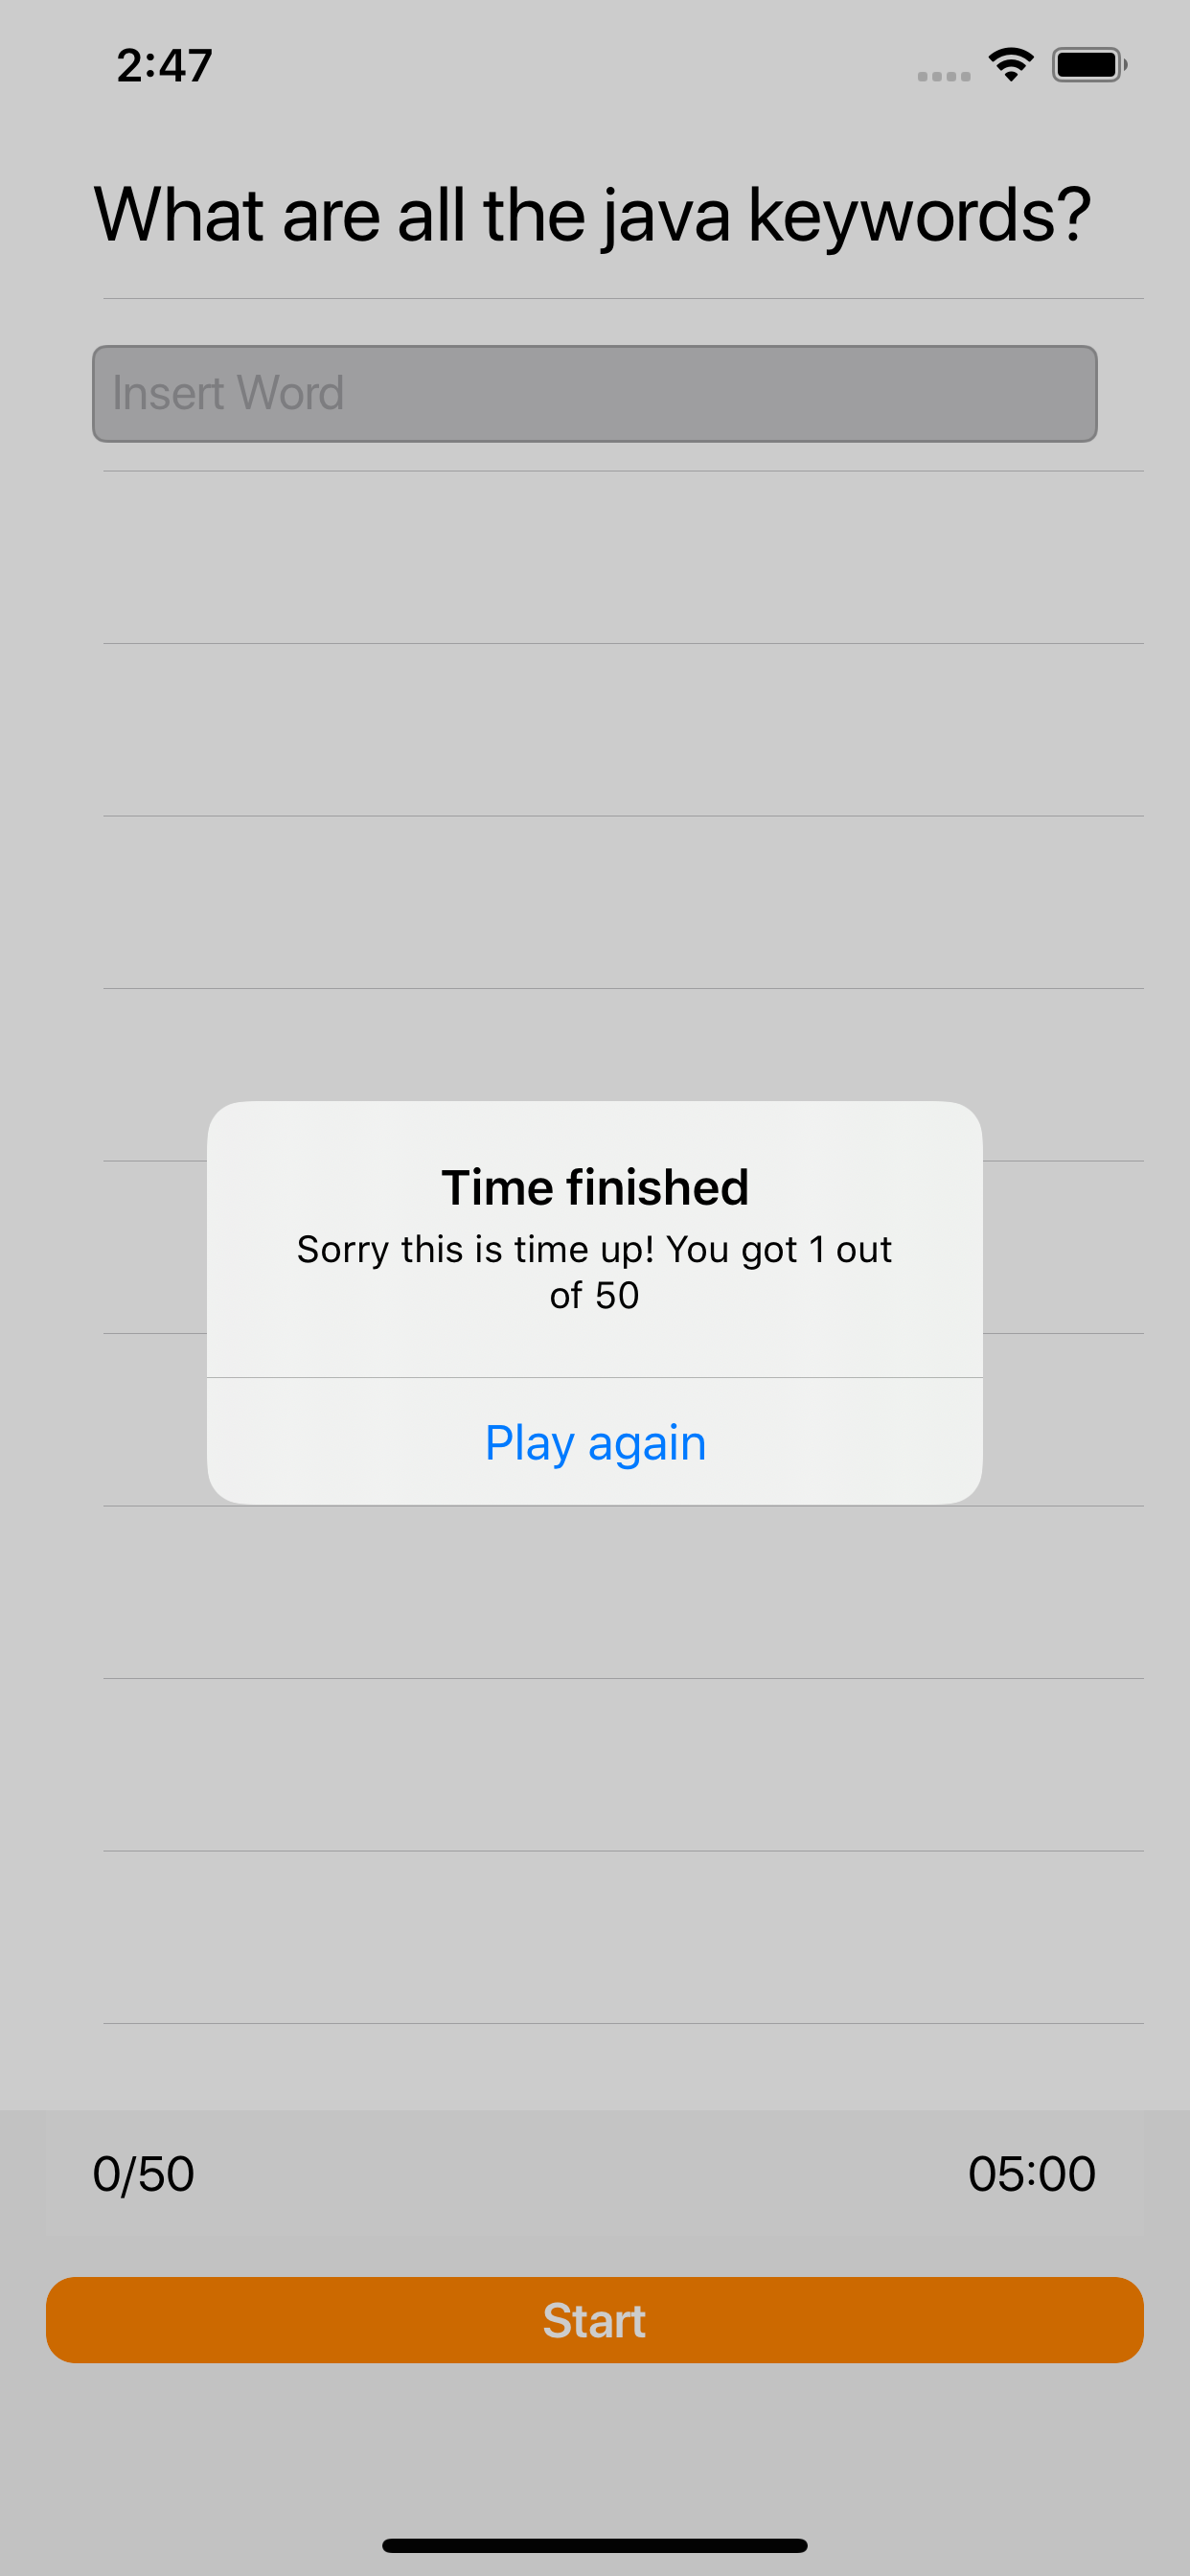 2:47
What are all the java keywords?
Insert Word
Time finished
Sorry this is time up! You got 1 out
of 50
Play again
0/50 05:00
Start